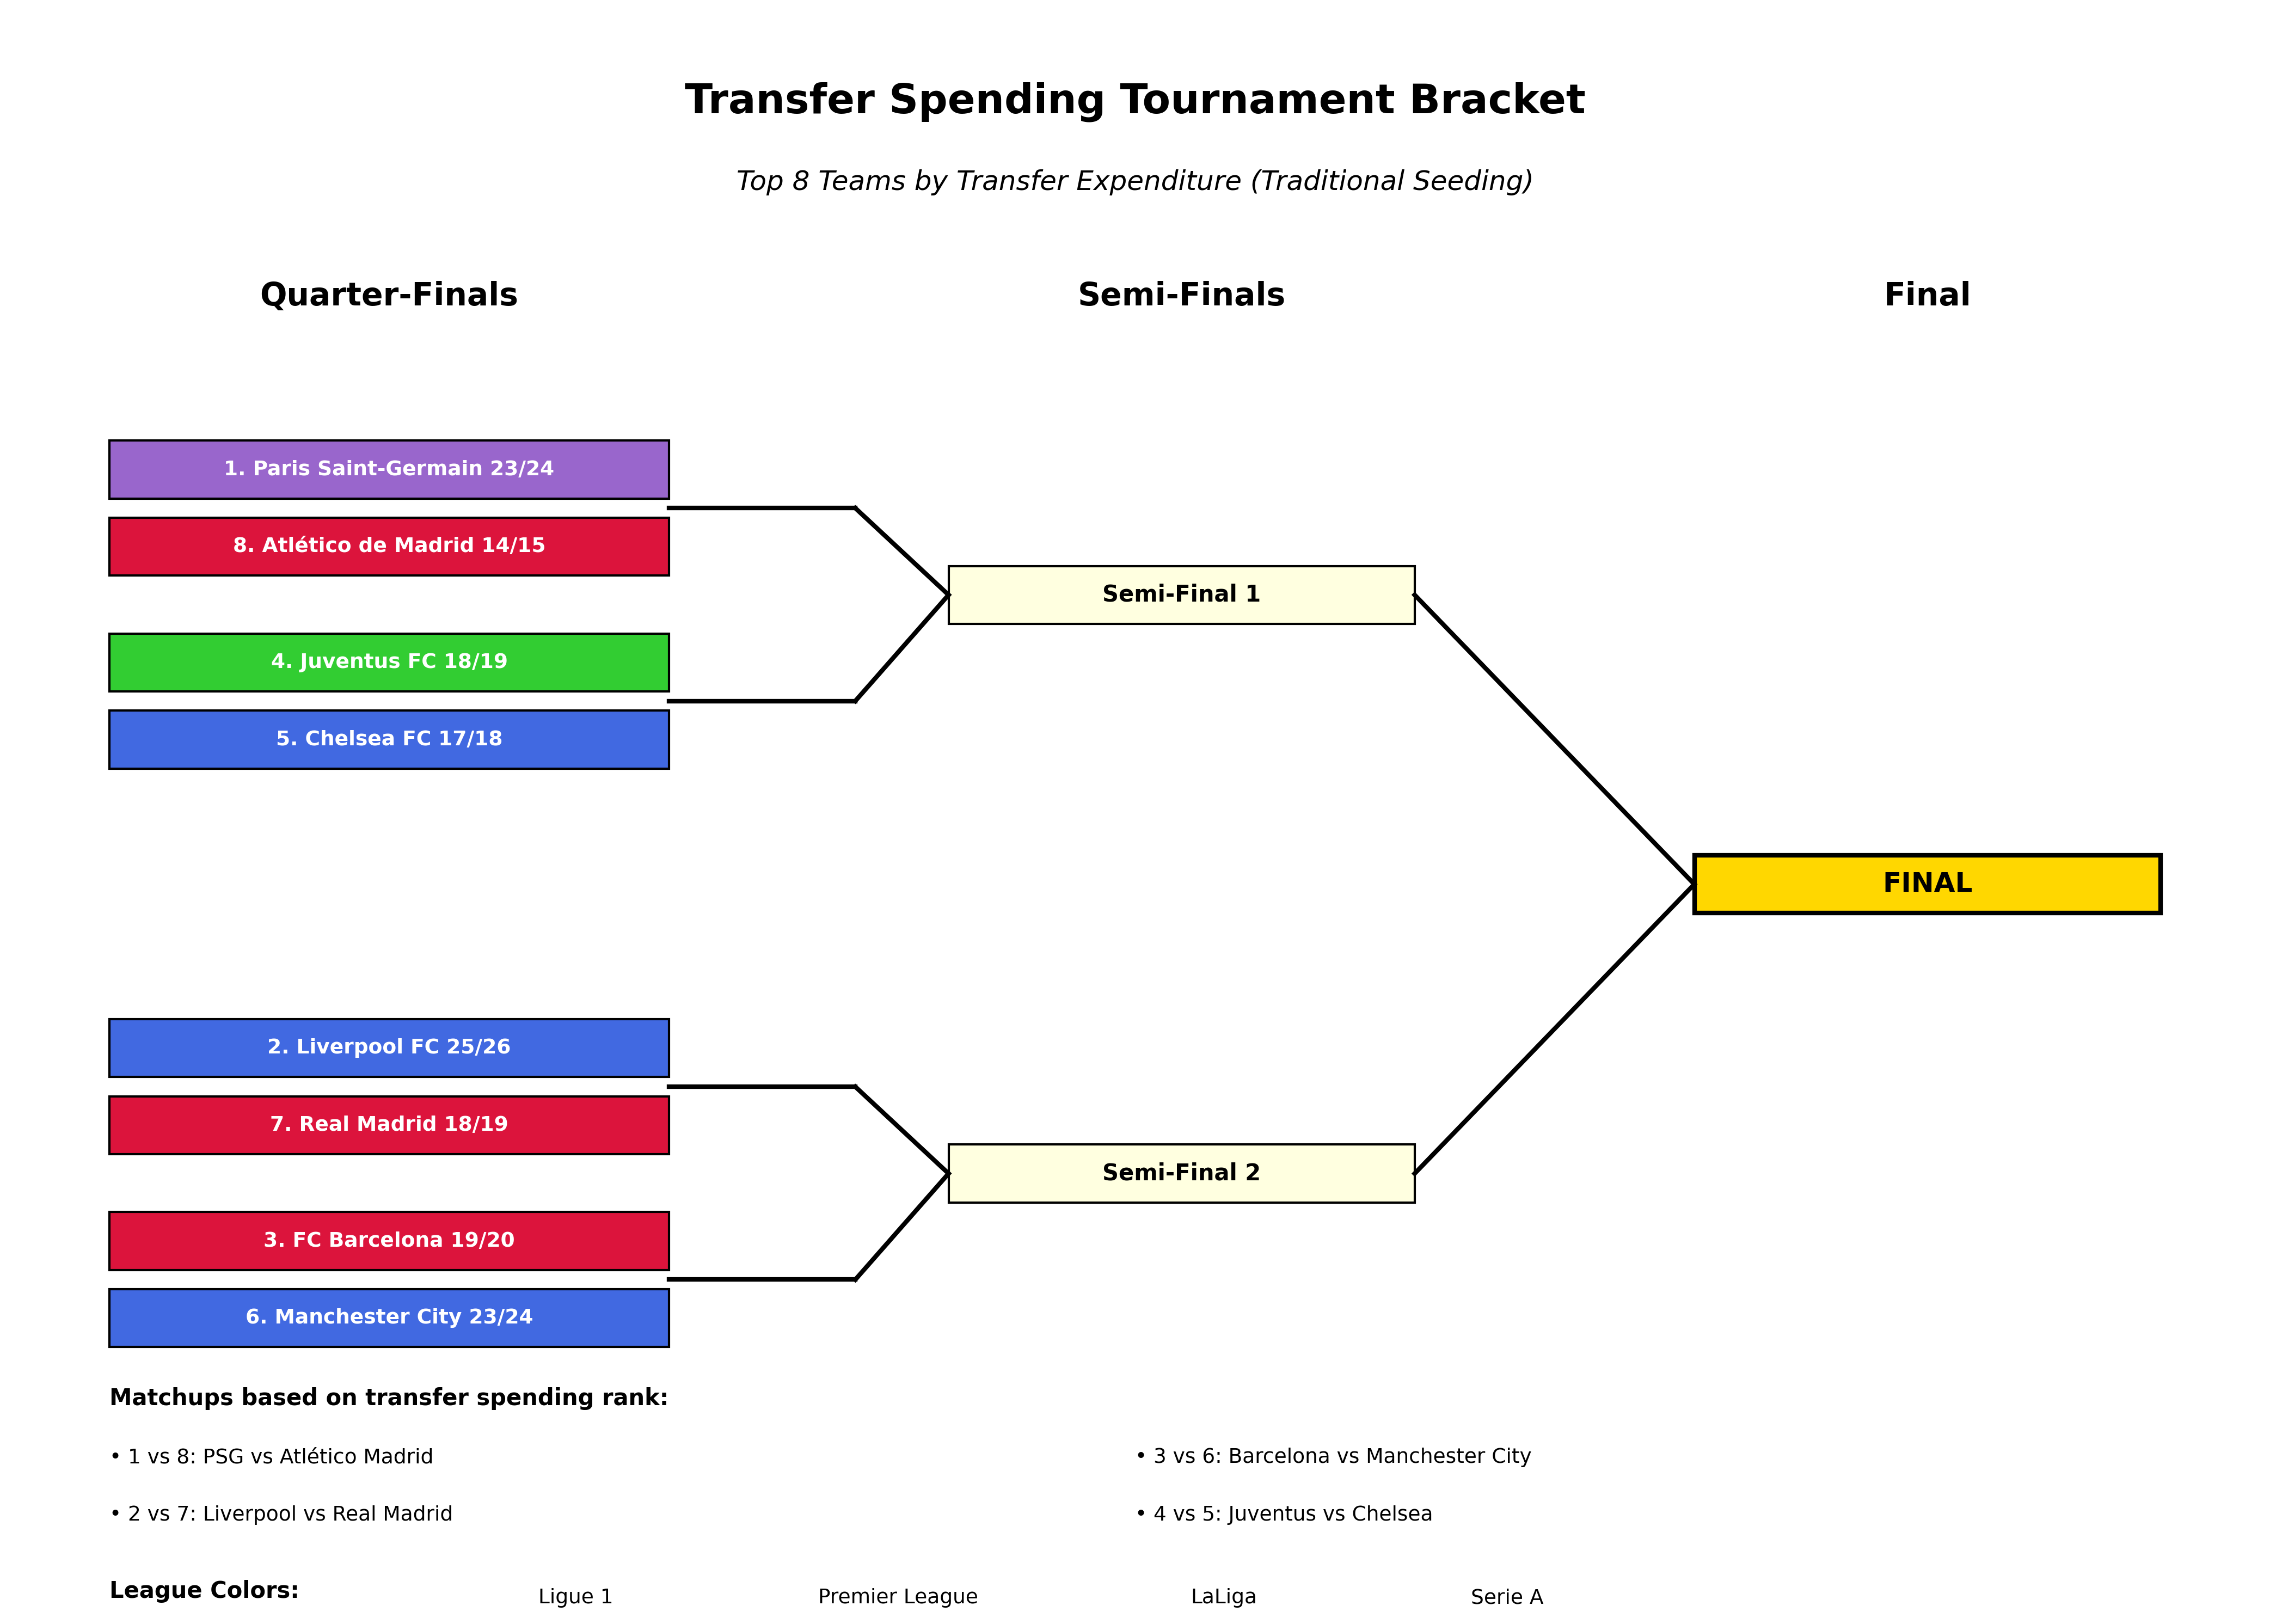 Transfer Spending Tournament Bracket
Top 8 Teams by Transfer Expenditure (Traditional Seeding)
Quarter-Finals
Semi-Finals
Final
1. Paris Saint-Germain 23/24
8. Atlético de Madrid 14/15
Semi-Final 1
4. Juventus FC 18/19
5. Chelsea FC 17/18
FINAL
2. Liverpool FC 25/26
7. Real Madrid 18/19
Semi-Final 2
3. FC Barcelona 19/20
6. Manchester City 23/24
Matchups based on transfer spending rank:
• 1 vs 8: PSG vs Atlético Madrid
• 3 vs 6: Barcelona vs Manchester City
• 2 vs 7: Liverpool vs Real Madrid
• 4 vs 5: Juventus vs Chelsea
League Colors:
Ligue 1
Premier League
LaLiga
Serie A